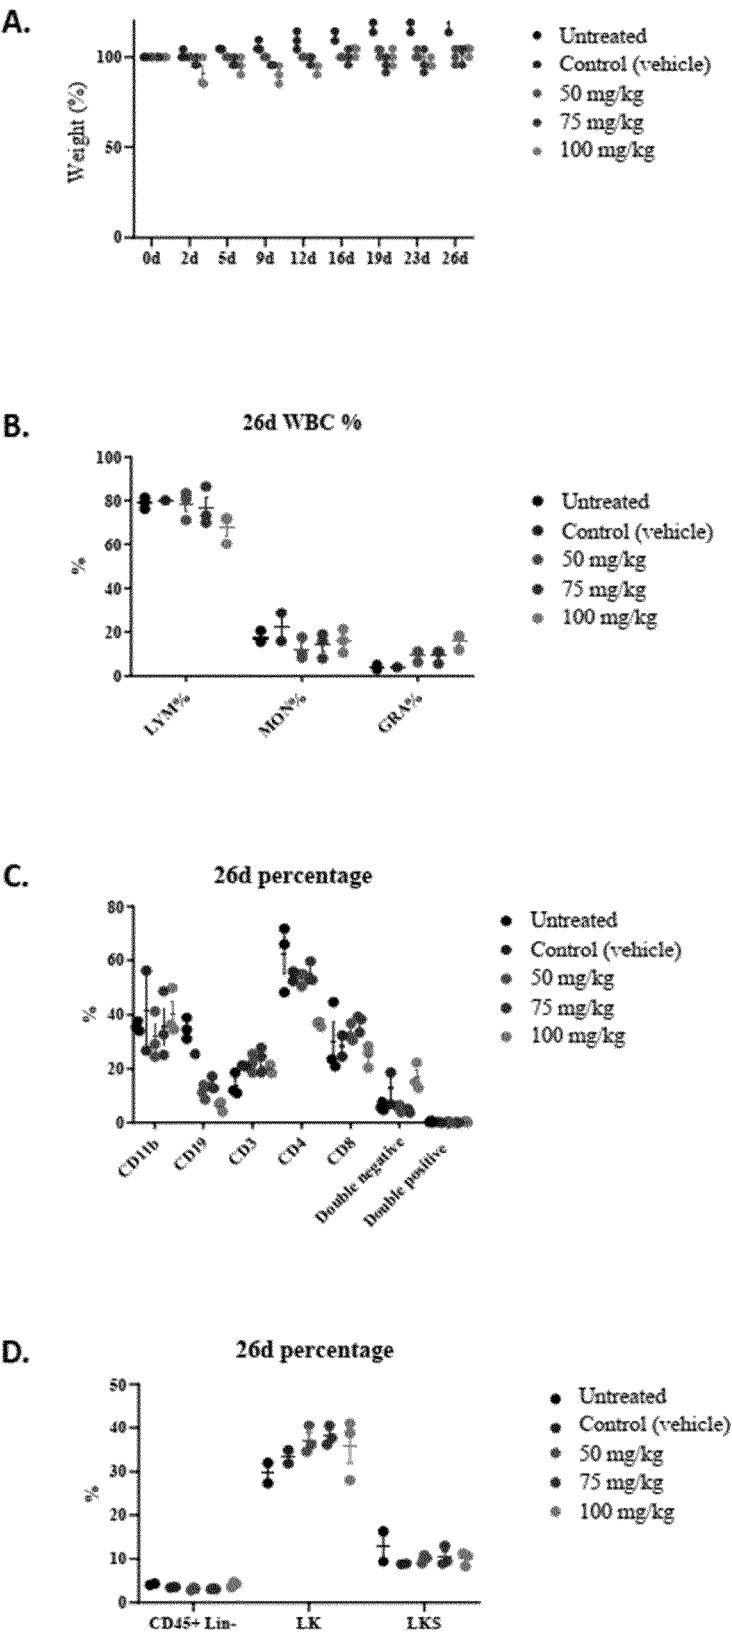 A.
Weight (%)
100
50
0
0d 2d 5d 9d 12d 16d 19d 23d 26d
Untreated
Control (vehicle)
50 mg/kg
75 mg/kg
100 mg/kg
B.
26d WBC %
%
100
80
60
40
20
0
LYM% MON% GRA%
Untreated
Control (vehicle)
50 mg/kg
75 mg/kg
100 mg/kg
C.
26d percentage
%
80
60
40
20
0
CD11b CD19 CD3 CD4 CD8 Double negative Double positive
Untreated
Control (vehicle)
50 mg/kg
75 mg/kg
100 mg/kg
D.
26d percentage
%
50
40
30
20
10
0
CD45+ Lin- LK LKS
Untreated
Control (vehicle)
50 mg/kg
75 mg/kg
100 mg/kg